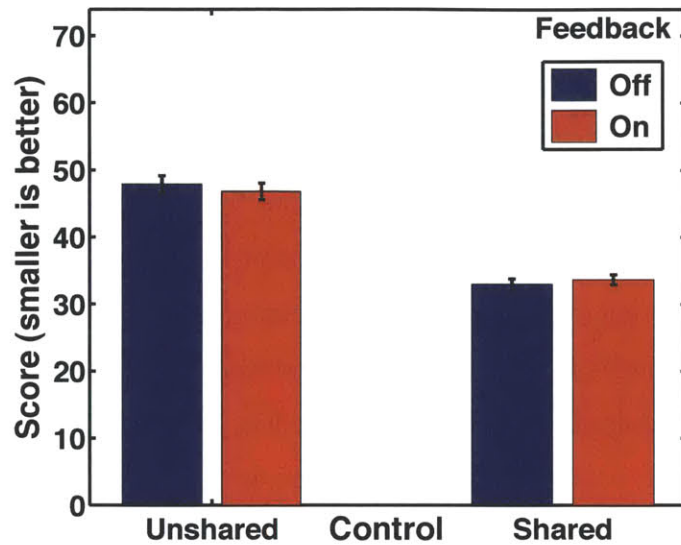 Feedback
Off
On
Score (smaller is better)
70
60
50
40
30
20
10
0
Unshared Control Shared